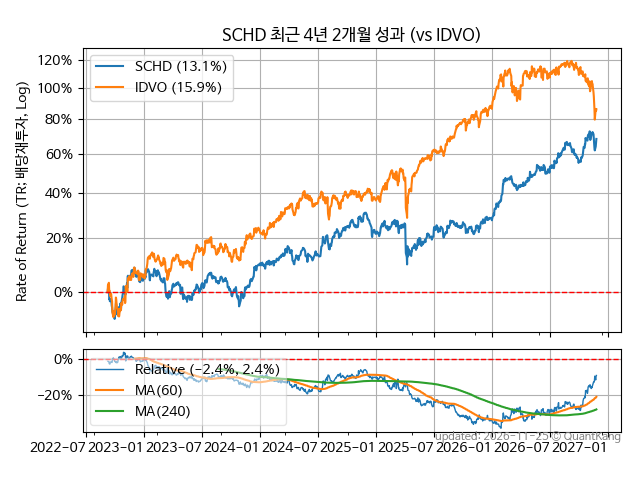 SCHD 최근 4년 2개월 성과 (vs IDVO)
Rate of Return (TR; 배당재투자, Log)
120%
100%
80%
60%
40%
20%
0%
SCHD (13.1%)
IDVO (15.9%)
0%
−20%
Relative (−2.4%, 2.4%)
MA(60)
MA(240)
updated: 2026-11-25 © QuantKang
2022-07
2023-01
2023-07
2024-01
2024-07
2025-01
2025-07
2026-01
2026-07
2027-01